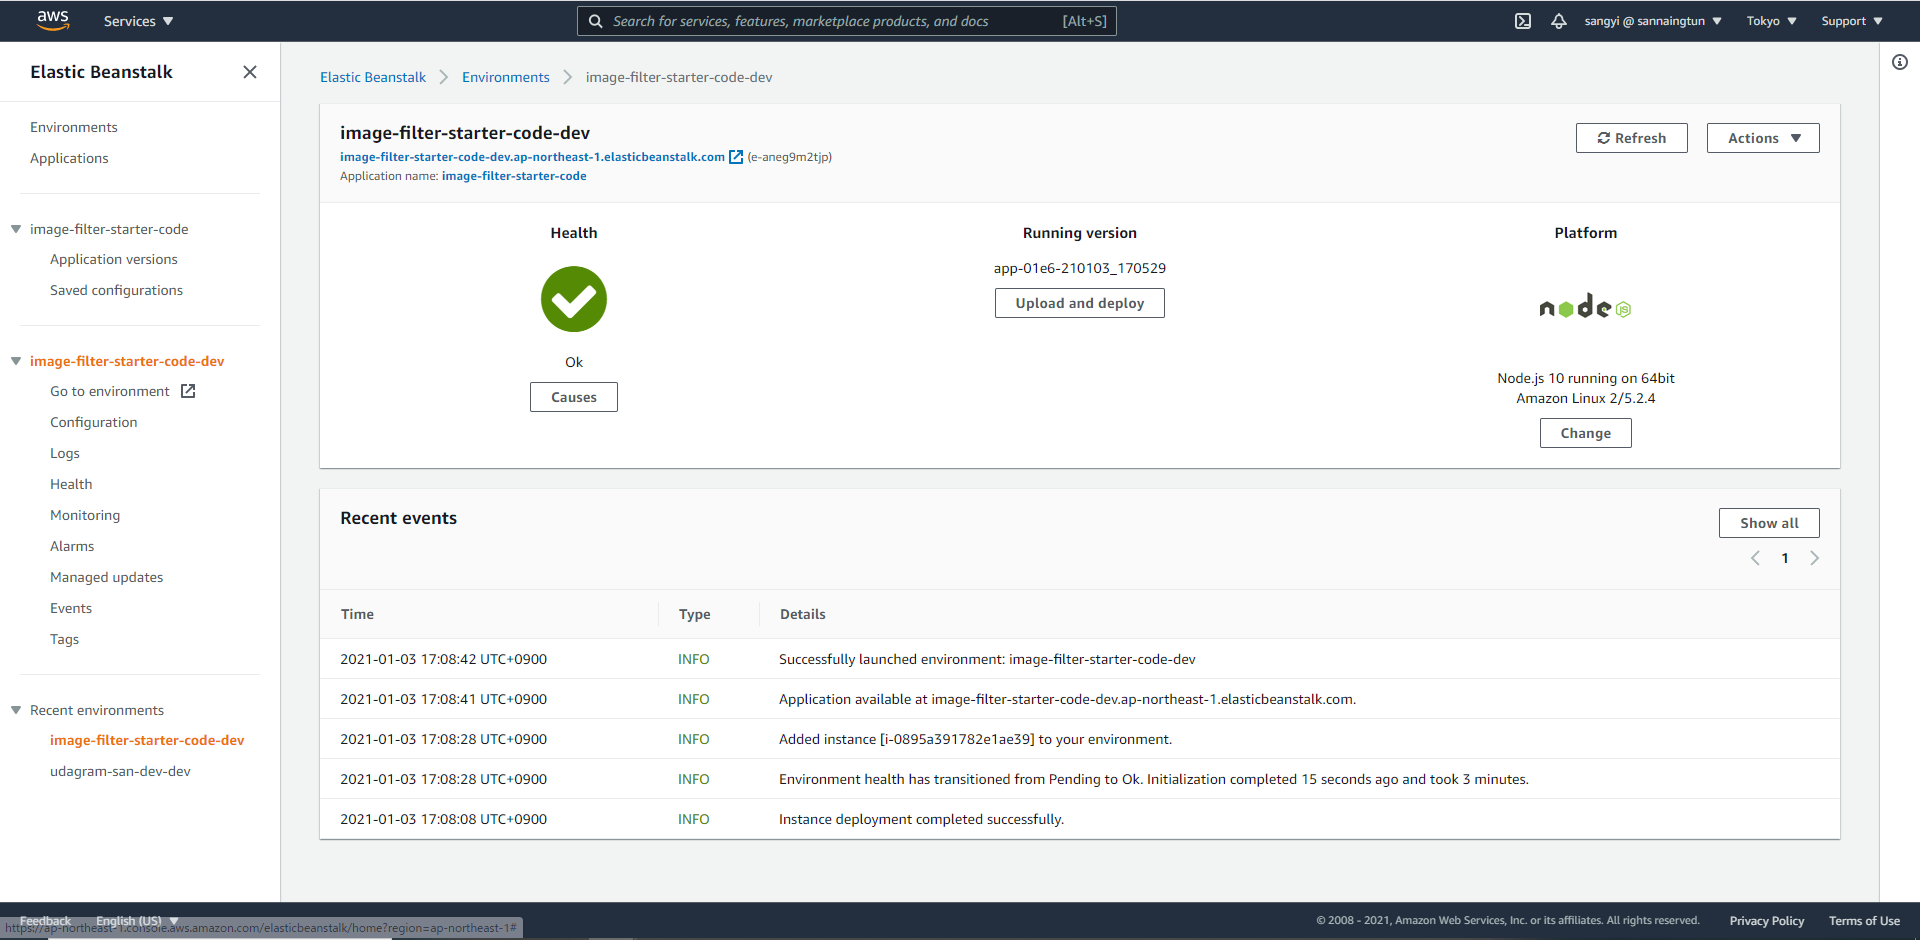 aws
Services
Search for services, features, marketplace products, and docs [Alt+S]
sangyi @ sannaingtun
Tokyo
Support
Elastic Beanstalk
Environments
Applications
image-filter-starter-code
Application versions
Saved configurations
image-filter-starter-code-dev
Go to environment
Configuration
Logs
Health
Monitoring
Alarms
Managed updates
Events
Tags
Recent environments
image-filter-starter-code-dev
udagram-san-dev-dev
Elastic Beanstalk
Environments
image-filter-starter-code-dev
image-filter-starter-code-dev
image-filter-starter-code-dev.ap-northeast-1.elasticbeanstalk.com (e-aneg9m2tjp)
Application name: image-filter-starter-code
Refresh
Actions
Health
Ok
Causes
Running version
app-01e6-210103_170529
Upload and deploy
Platform
node JS
Node.js 10 running on 64bit
Amazon Linux 2/5.2.4
Change
Recent events
Show all
1
Time Type Details
2021-01-03 17:08:42 UTC+0900 INFO Successfully launched environment: image-filter-starter-code-dev
2021-01-03 17:08:41 UTC+0900 INFO Application available at image-filter-starter-code-dev.ap-northeast-1.elasticbeanstalk.com.
2021-01-03 17:08:28 UTC+0900 INFO Added instance [i-0895a391782e1ae39] to your environment.
2021-01-03 17:08:28 UTC+0900 INFO Environment health has transitioned from Pending to Ok. Initialization completed 15 seconds ago and took 3 minutes.
2021-01-03 17:08:08 UTC+0900 INFO Instance deployment completed successfully.
Feedback
English (US)
https://ap-northeast-1.console.aws.amazon.com/elasticbeanstalk/home?region=ap-northeast-1#
© 2008 - 2021, Amazon Web Services, Inc. or its affiliates. All rights reserved.
Privacy Policy
Terms of Use